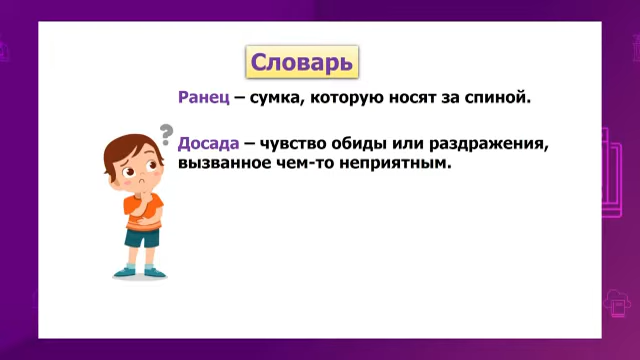 Словарь
Ранец – сумка, которую носят за спиной.
?
Досада – чувство обиды или раздражения,
вызванное чем-то неприятным.